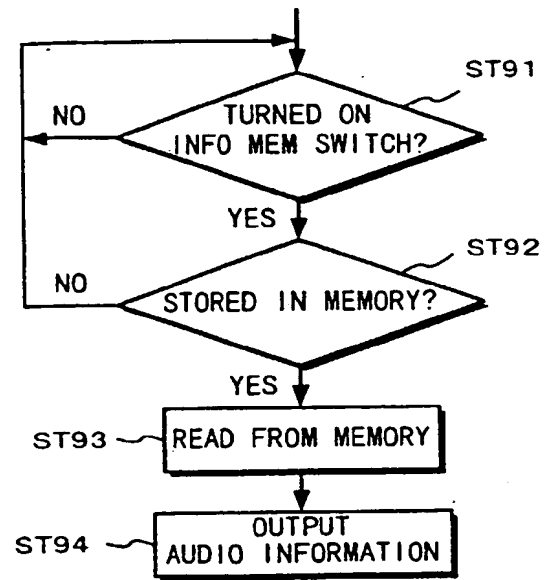 ST91
NO
TURNED ON
INFO MEM SWITCH?
YES
ST92
NO
STORED IN MEMORY?
YES
ST93
READ FROM MEMORY
OUTPUT
ST94
AUDIO INFORMATION